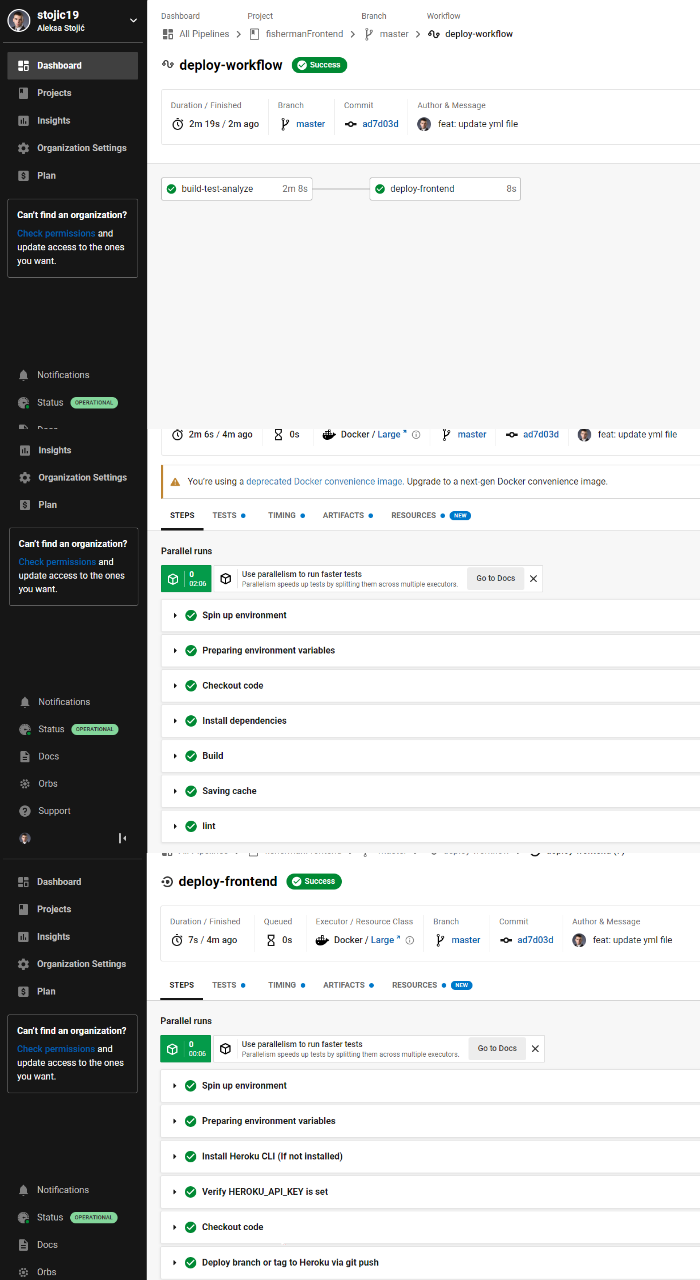 stojic19
Aleksa Stojić
Dashboard
Projects
Insights
Organization Settings
Plan
Can't find an organization?
Check permissions and
update access to the ones
you want.
Notifications
Status OPERATIONAL
Dashboard Project Branch Workflow
All Pipelines fishermanFrontend master deploy-workflow
deploy-workflow Success
Duration / Finished Branch Commit Author & Message
2m 19s / 2m ago master ad7d03d feat: update yml file
build-test-analyze 2m 8s deploy-frontend 8s
Insights
Organization Settings
Plan
Can't find an organization?
Check permissions and
update access to the ones
you want.
Notifications
Status OPERATIONAL
Docs
Orbs
Support
2m 6s / 4m ago 0s Docker / Large master ad7d03d feat: update yml file
You're using a deprecated Docker convenience image. Upgrade to a next-gen Docker convenience image.
STEPS TESTS TIMING ARTIFACTS RESOURCES NEW
Parallel runs
0
02:06
Use parallelism to run faster tests
Parallelism speeds up tests by splitting them across multiple executors.
Go to Docs
Spin up environment
Preparing environment variables
Checkout code
Install dependencies
Build
Saving cache
lint
Dashboard
Projects
Insights
Organization Settings
Plan
Can't find an organization?
Check permissions and
update access to the ones
you want.
Notifications
Status OPERATIONAL
Docs
Orbs
deploy-frontend Success
Duration / Finished Queued Executor / Resource Class Branch Commit Author & Message
7s / 4m ago 0s Docker / Large master ad7d03d feat: update yml file
STEPS TESTS TIMING ARTIFACTS RESOURCES NEW
Parallel runs
0
00:06
Use parallelism to run faster tests
Parallelism speeds up tests by splitting them across multiple executors.
Go to Docs
Spin up environment
Preparing environment variables
Install Heroku CLI (If not installed)
Verify HEROKU_API_KEY is set
Checkout code
Deploy branch or tag to Heroku via git push